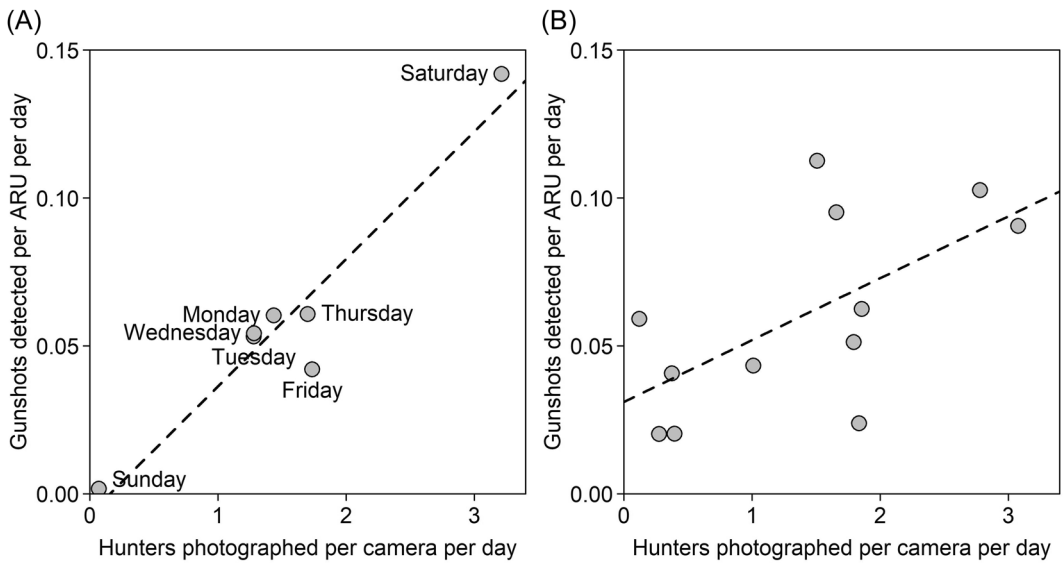 (A)
0.15
0.10
0.05
0.00
Gunshots detected per ARU per day
Saturday
Monday
Thursday
Wednesday
Tuesday
Friday
Sunday
0 1 2 3
Hunters photographed per camera per day
(B)
0.15
0.10
0.05
0.00
Gunshots detected per ARU per day
0 1 2 3
Hunters photographed per camera per day